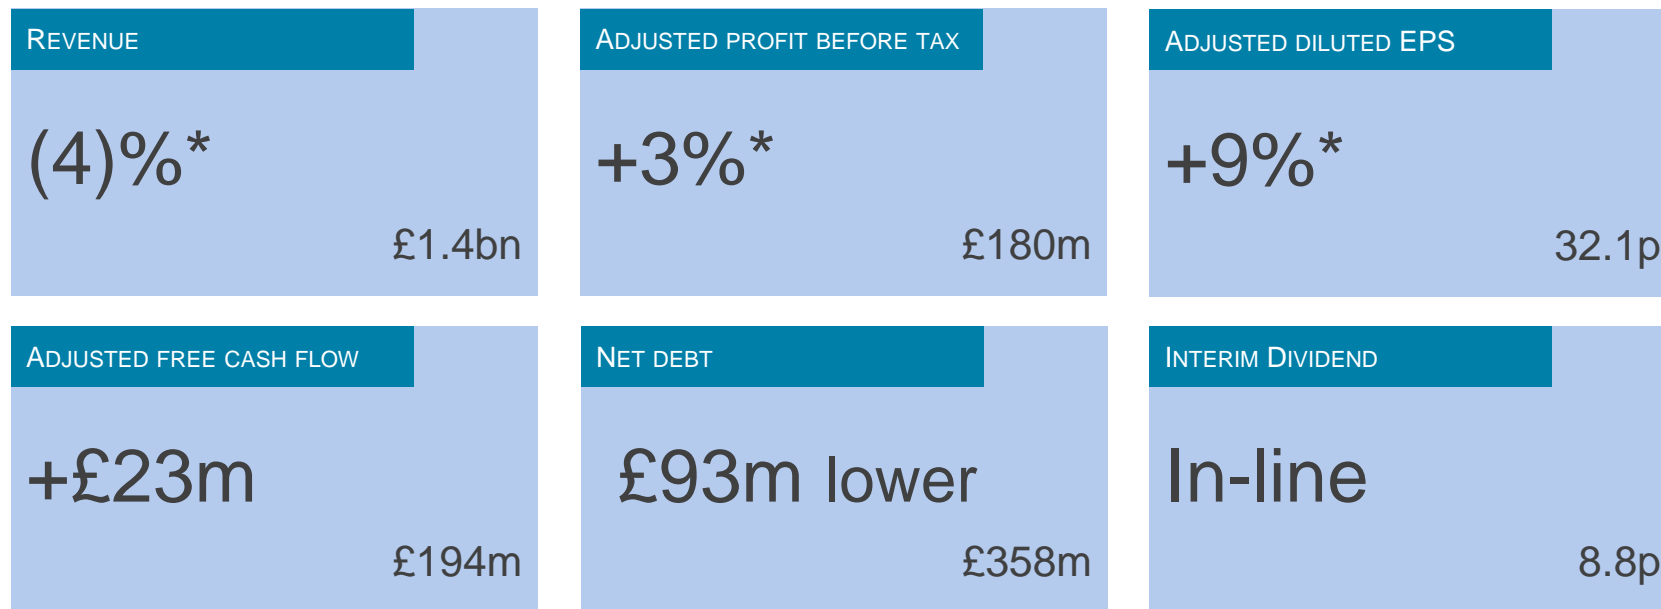 REVENUE
(4)%*
£1.4bn
ADJUSTED PROFIT BEFORE TAX
+3%*
£180m
ADJUSTED DILUTED EPS
+9%*
32.1p
ADJUSTED FREE CASH FLOW
+£23m
£194m
NET DEBT
£93m lower
£358m
INTERIM DIVIDEND
In-line
8.8p